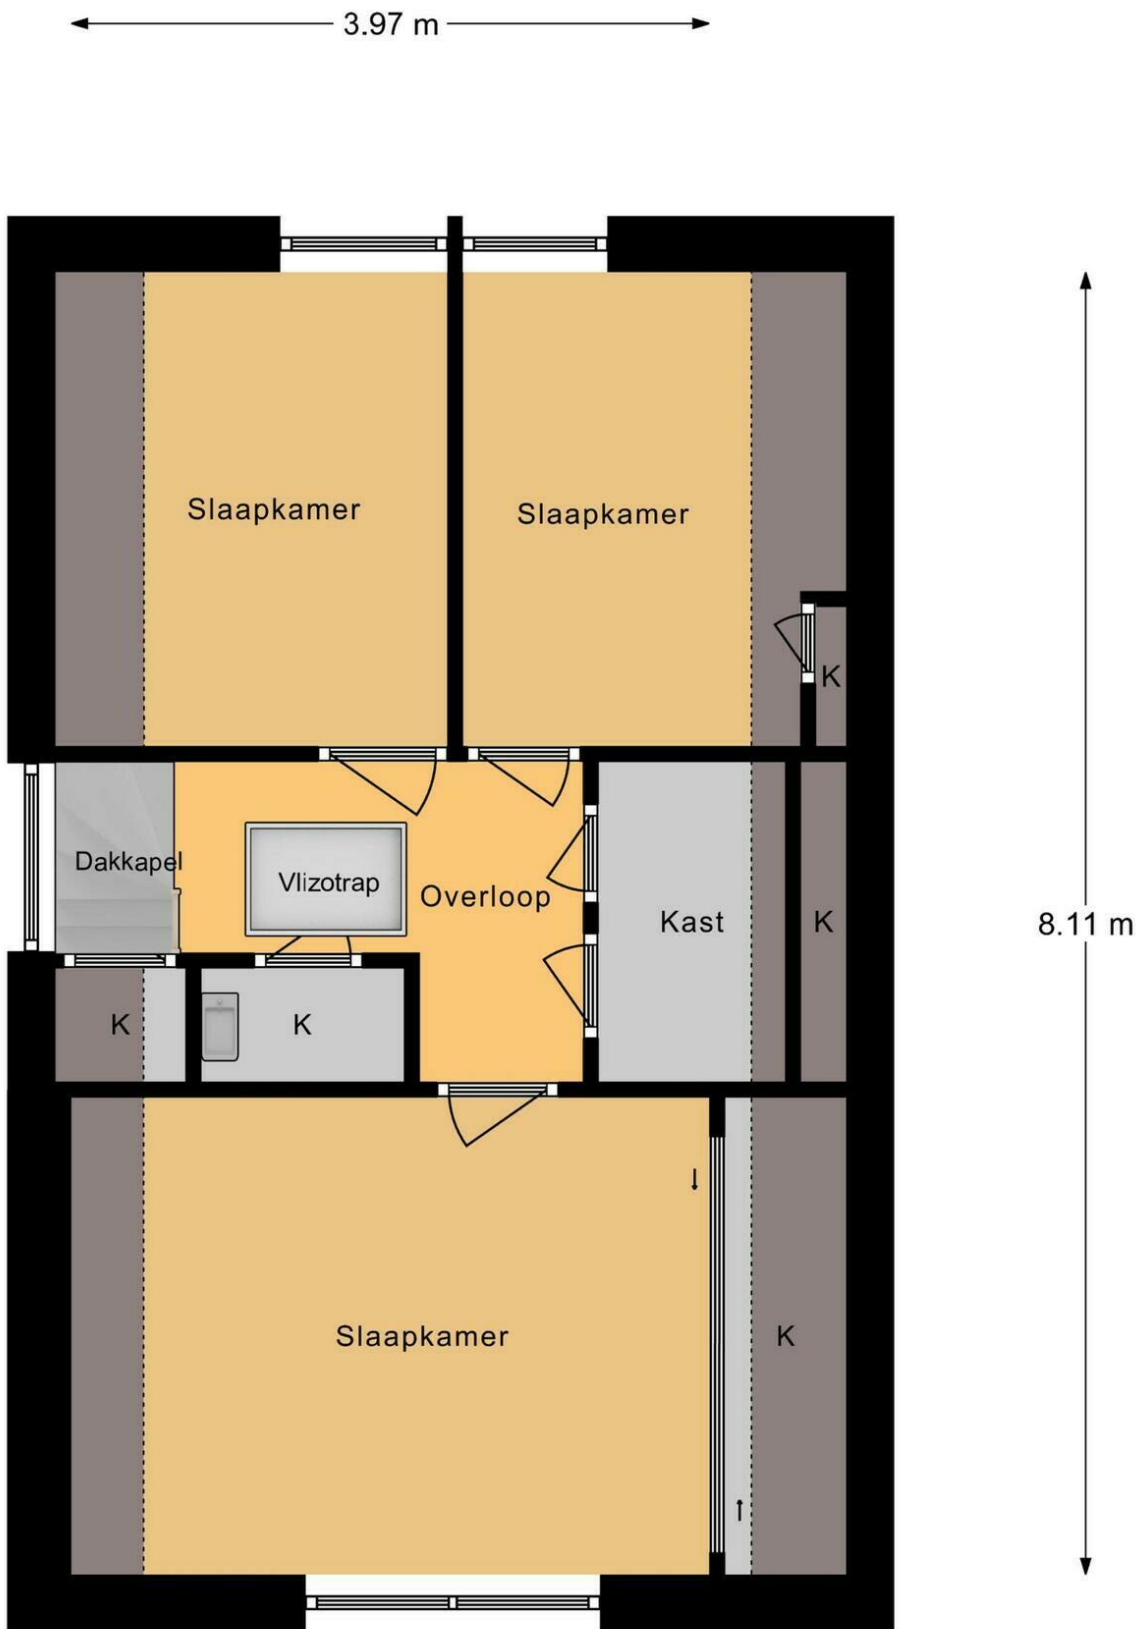 3.97 m
Slaapkamer
Slaapkamer
K
Dakkapel
Vlizotrap
Overloop
Kast
K
8.11 m
K
K
Slaapkamer
K